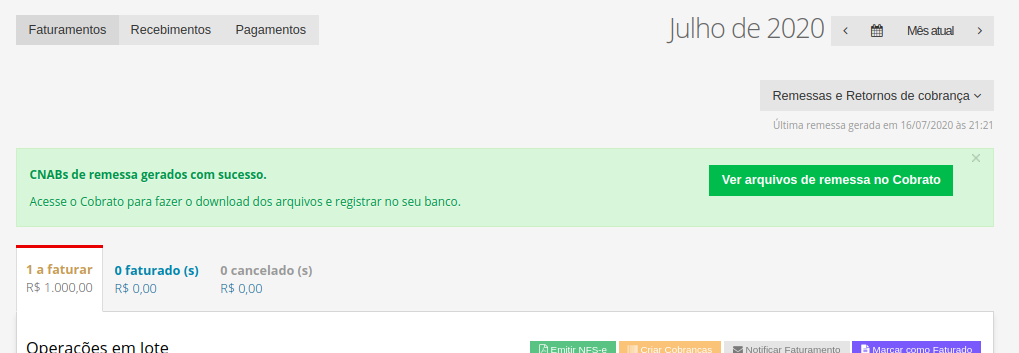 Faturamentos Recebimentos Pagamentos
Julho de 2020
Mês atual
Remessas e Retornos de cobrança
Última remessa gerada em 16/07/2020 às 21:21
CNABs de remessa gerados com sucesso.
Acesse o Cobrato para fazer o download dos arquivos e registrar no seu banco.
Ver arquivos de remessa no Cobrato
1 a faturar
R$ 1.000,00
0 faturado (s)
R$ 0,00
0 cancelado (s)
R$ 0,00
Operações em lote
Emitir NFS-e
Criar Cobranças
Notificar Faturamento
Marcar como Faturado